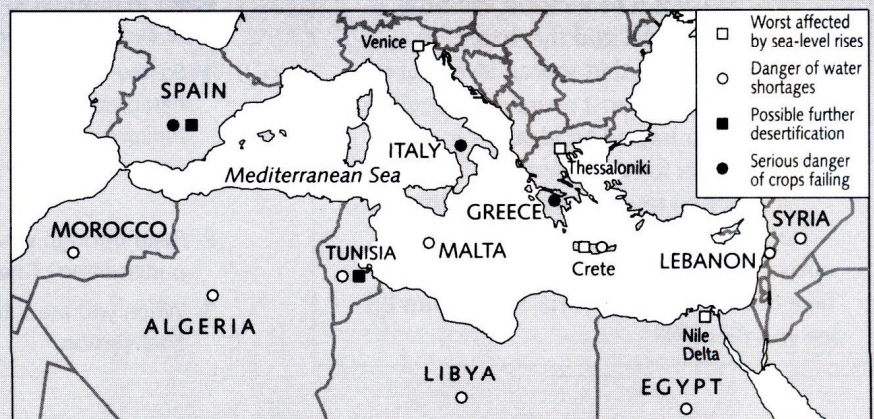 Worst affected
by sea-level rises
Danger of water
shortages
Possible further
desertification
Serious danger
of crops failing
Venice
SPAIN
ITALY
Thessaloniki
Mediterranean Sea
GREECE
MOROCCO
SYRIA
TUNISIA
MALTA
LEBANON
Crete
ALGERIA
Nile
Delta
LIBYA
EGYPT